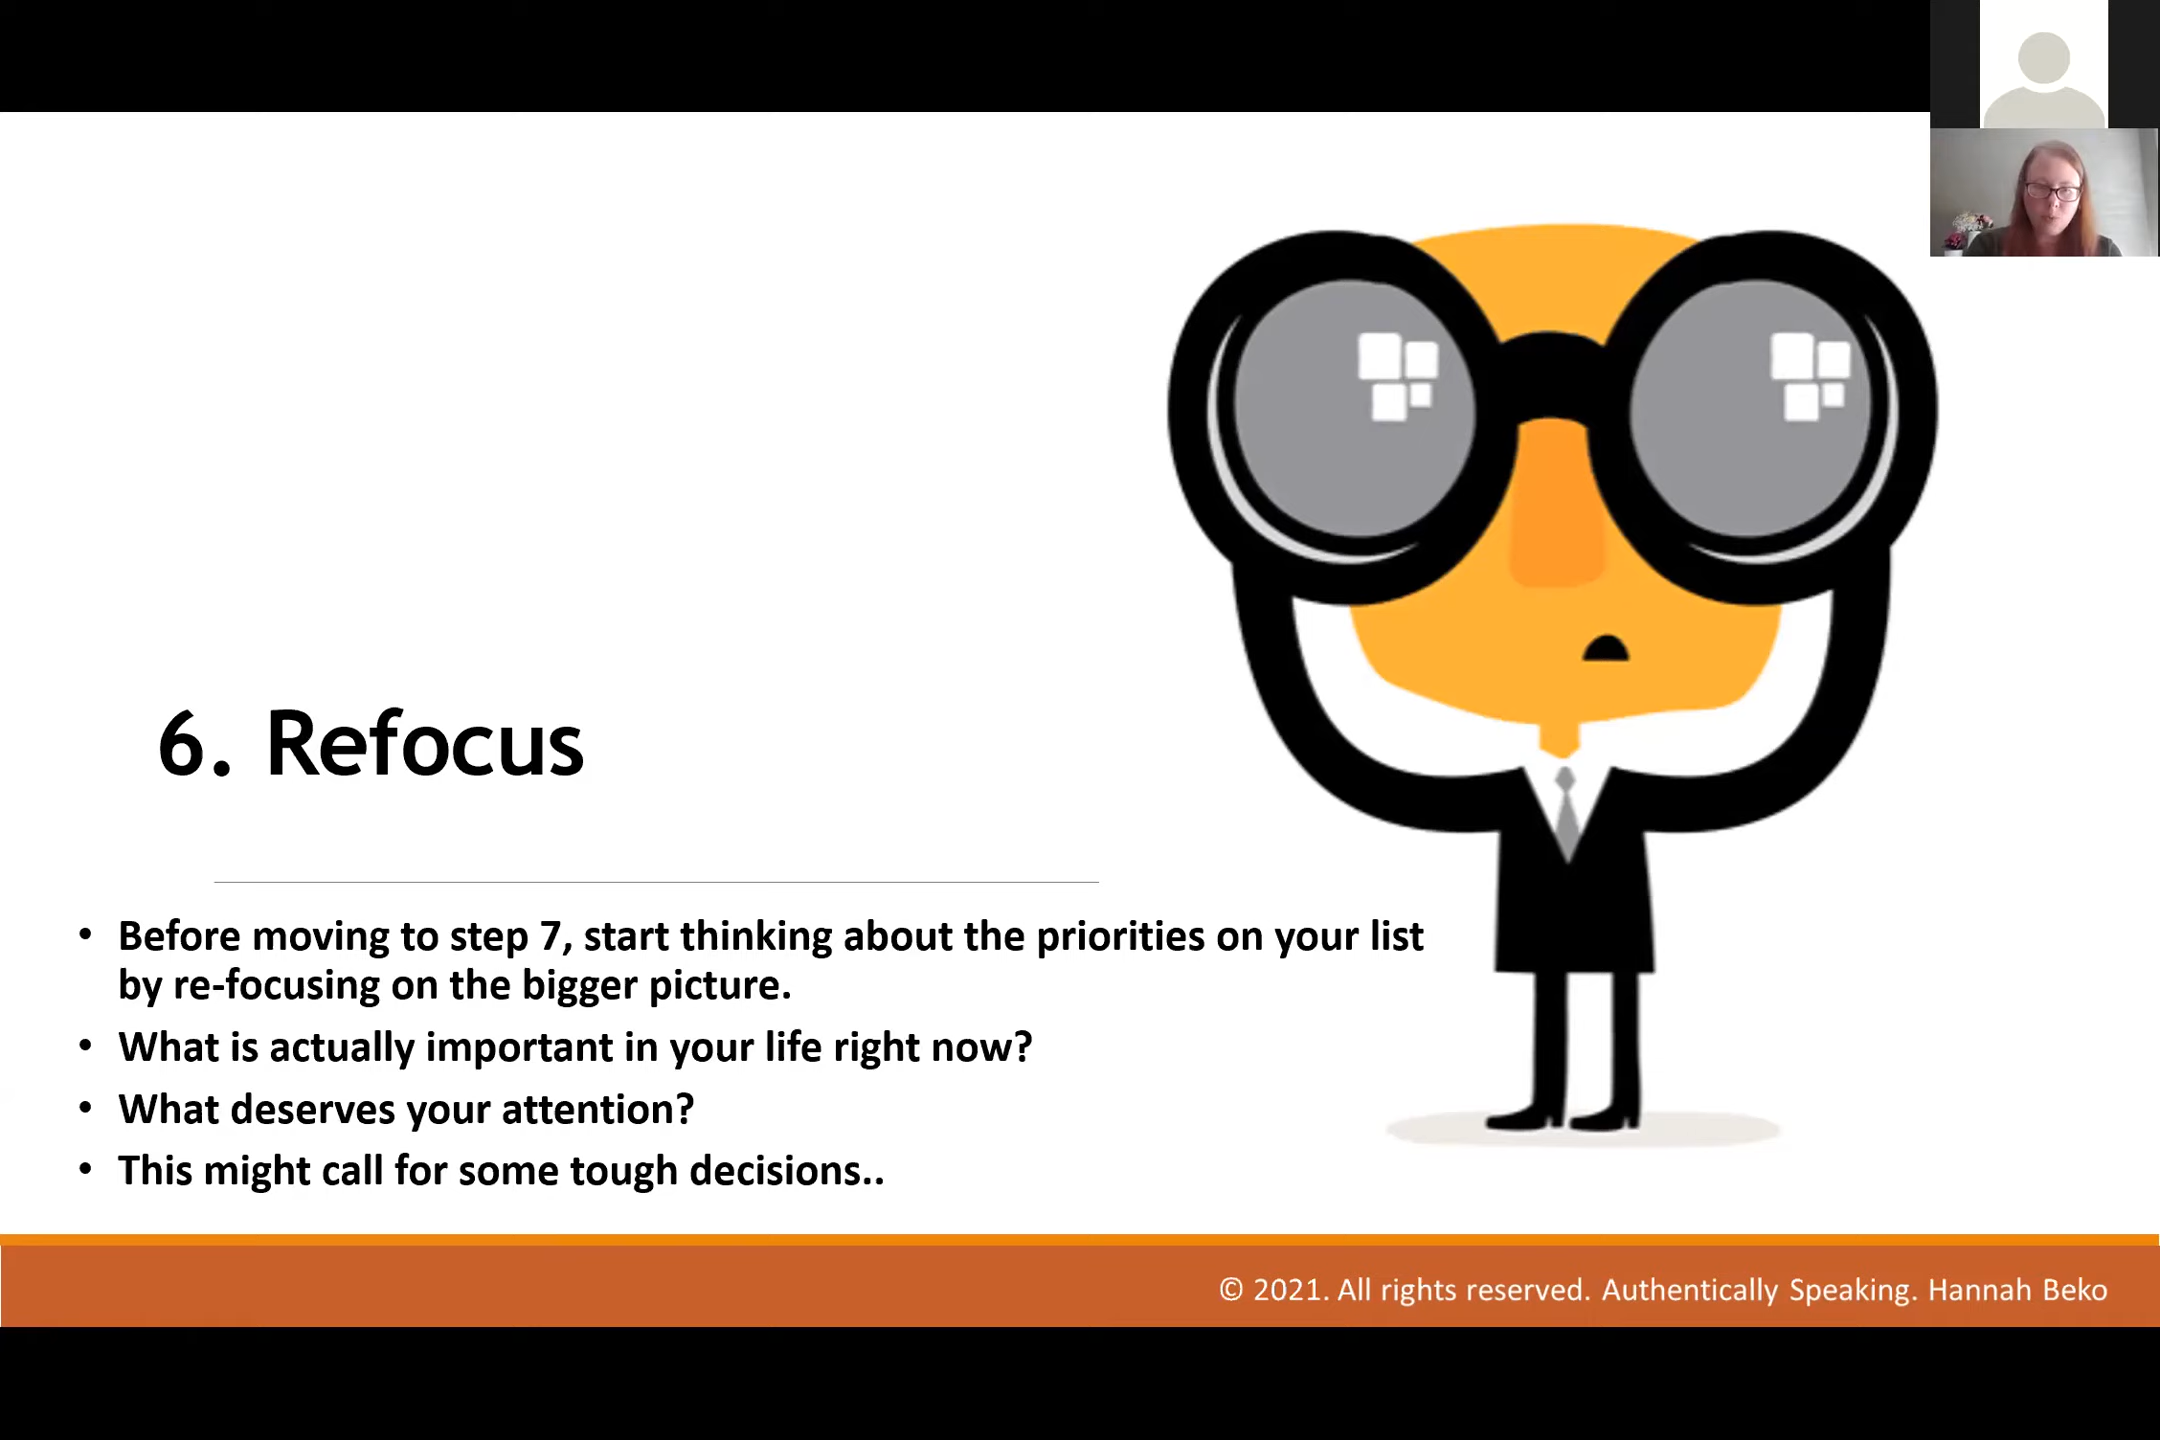 6. Refocus
• Before moving to step 7, start thinking about the priorities on your list
by re-focusing on the bigger picture.
• What is actually important in your life right now?
• What deserves your attention?
• This might call for some tough decisions..
© 2021. All rights reserved. Authentically Speaking. Hannah Beko